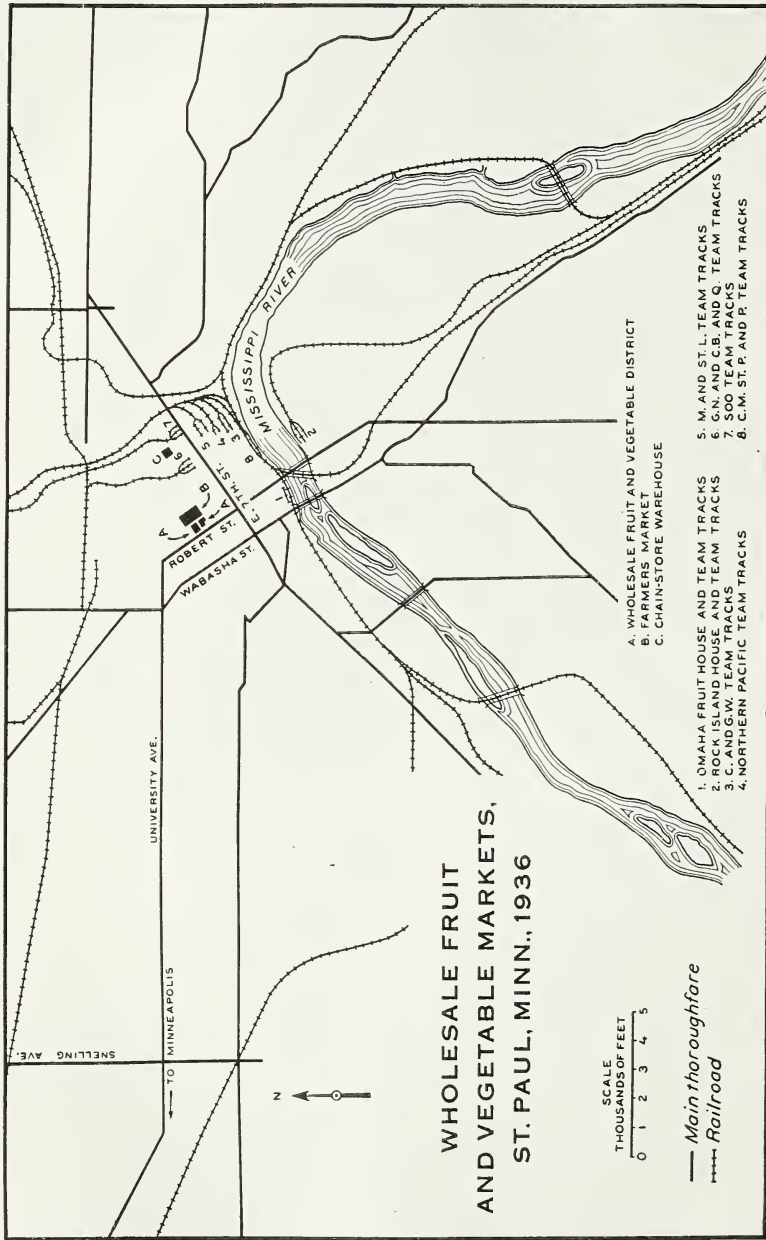 WHOLESALE FRUIT
AND VEGETABLE MARKETS,
ST. PAUL, MINN., 1936
SCALE
THOUSANDS OF FEET
0 1 2 3 4 5
Main thoroughfare
Railroad
N
SNELLING AVE.
TO MINNEAPOLIS
UNIVERSITY AVE.
WABASHA ST.
ROBERT ST.
E. 7TH. ST.
A
A
B
C
6
7
5
4
3
8
1
2
MISSISSIPPI RIVER
A. WHOLESALE FRUIT AND VEGETABLE DISTRICT
B. FARMERS MARKET
C. CHAIN-STORE WAREHOUSE
1. OMAHA FRUIT HOUSE AND TEAM TRACKS
2. ROCK ISLAND HOUSE AND TEAM TRACKS
3. C. AND G.W. TEAM TRACKS
4. NORTHERN PACIFIC TEAM TRACKS
5. M. AND ST. L. TEAM TRACKS
6. G.N. AND C.B. AND Q. TEAM TRACKS
7. SOO TEAM TRACKS
8. C.M. ST. P. AND P. TEAM TRACKS